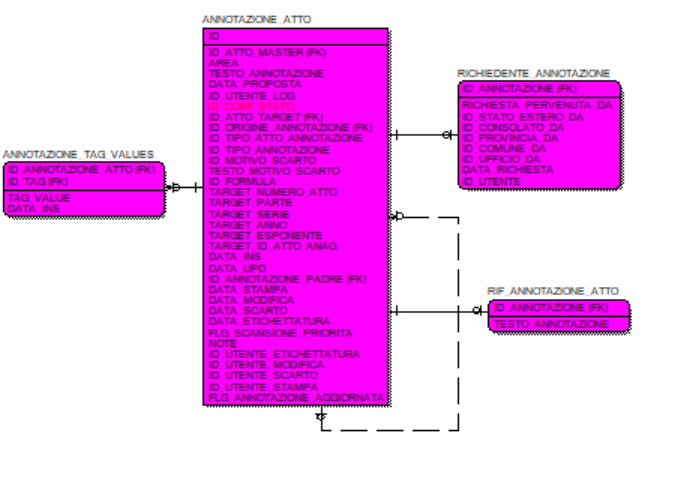 ANNOTAZIONE_ATTO
ID
ID_ATTO_MASTER (FK)
AREA
TESTO_ANNOTAZIONE
DATA_PROPOSTA
ID_UTENTE_LOG
ID_CONF_STATO
ID_ATTO_TARGET (FK)
ID_ORIGINE_ANNOTAZIONE (FK)
ID_TIPO_ATTO_ANNOTAZIONE
ID_TIPO_ANNOTAZIONE
ID_MOTIVO_SCARTO
TESTO_MOTIVO_SCARTO
ID_FORMULA
TARGET_NUMERO_ATTO
TARGET_PARTE
TARGET_SERIE
TARGET_ANNO
TARGET_ESPONENTE
TARGET_ID_ATTO_ANAG
DATA_INS
DATA_UPD
ID_ANNOTAZIONE_PADRE (FK)
DATA_STAMPA
DATA_MODIFICA
DATA_SCARTO
DATA_ETICHETTATURA
FLG_SCANSIONE_PRIORITA
NOTE
ID_UTENTE_ETICHETTATURA
ID_UTENTE_MODIFICA
ID_UTENTE_SCARTO
ID_UTENTE_STAMPA
FLG_ANNOTAZIONE_AGGIORNATA
RICHIEDENTE_ANNOTAZIONE
ID_ANNOTAZIONE (FK)
RICHIESTA_PERVENUTA_DA
ID_STATO_ESTERO_DA
ID_CONSOLATO_DA
ID_PROVINCIA_DA
ID_COMUNE_DA
ID_UFFICIO_DA
DATA_RICHIESTA
ID_UTENTE
ANNOTAZIONE_TAG_VALUES
ID_ANNOTAZIONE_ATTO (FK)
ID_TAG (FK)
TAG_VALUE
DATA_INS
RIF_ANNOTAZIONE_ATTO
ID_ANNOTAZIONE (FK)
TESTO_ANNOTAZIONE